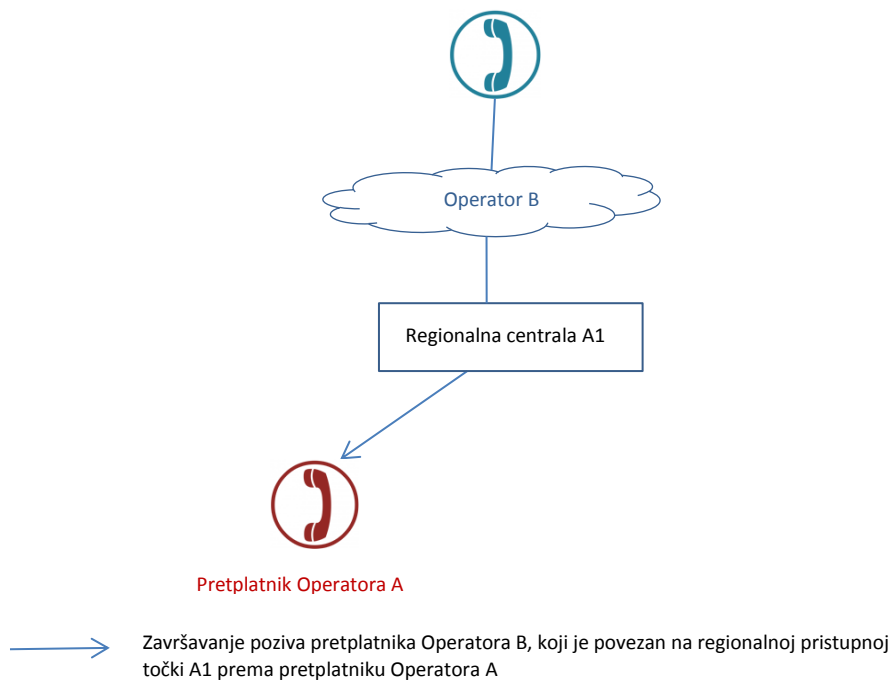 Operator B
Regionalna centrala A1
Pretplatnik Operatora A
Završavanje poziva pretplatnika Operatora B, koji je povezan na regionalnoj pristupnoj
točki A1 prema pretplatniku Operatora A